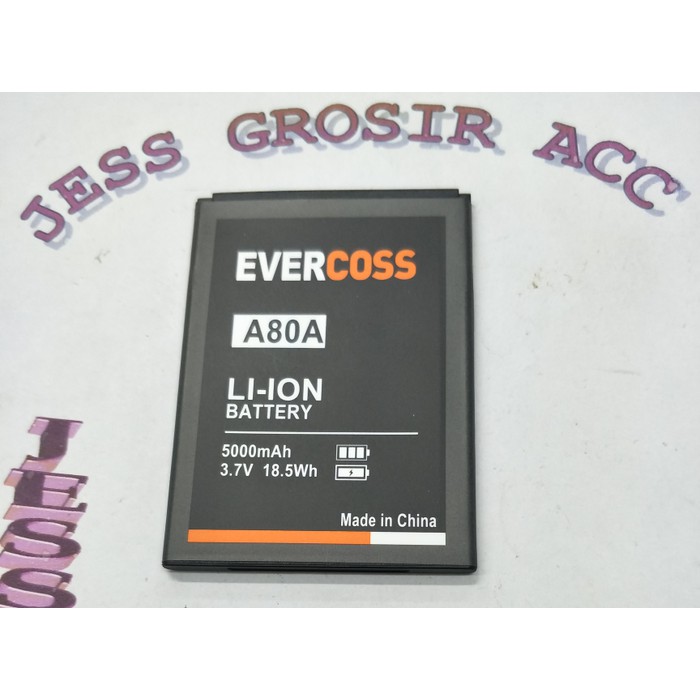 JESS GROSIR ACC
EVERCOSS
A80A
LI-ION
BATTERY
5000mAh
3.7V 18.5Wh
Made in China
JESS